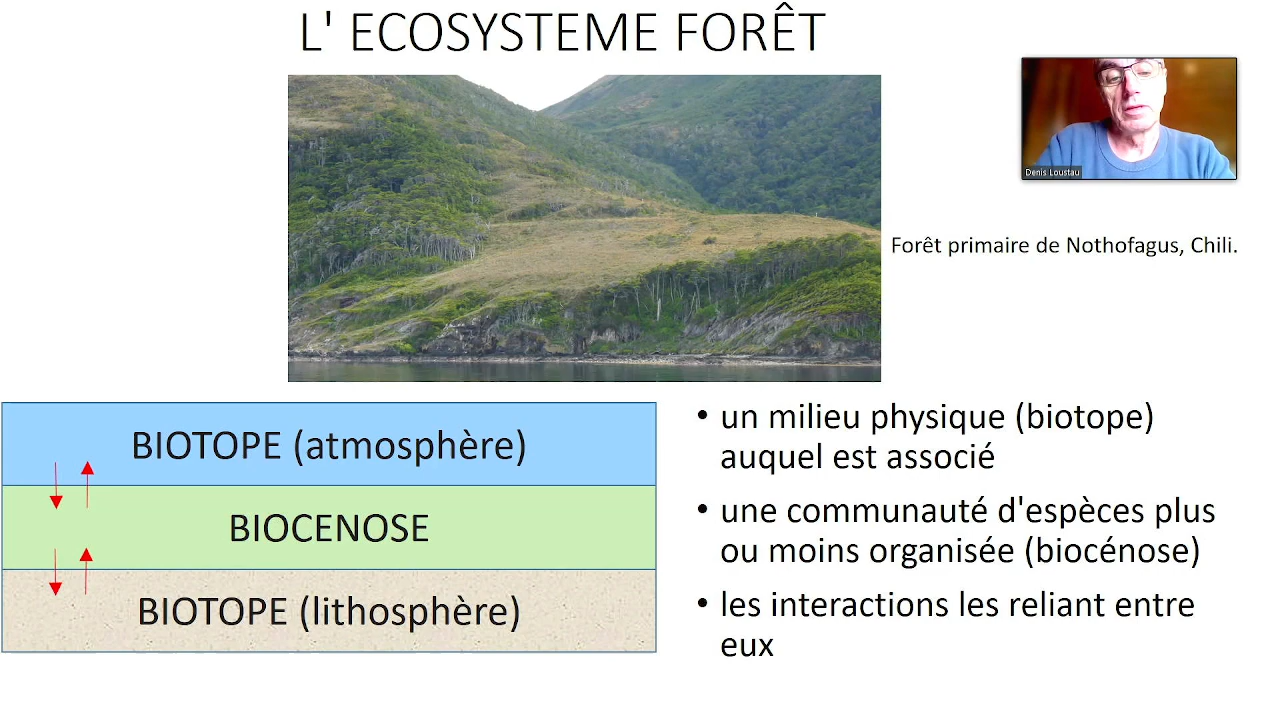 L' ECOSYSTEME FORÊT
Denis Loustau
Forêt primaire de Nothofagus, Chili.
BIOTOPE (atmosphère)
BIOCENOSE
BIOTOPE (lithosphère)
• un milieu physique (biotope)
auquel est associé
• une communauté d'espèces plus
ou moins organisée (biocénose)
• les interactions les reliant entre
eux